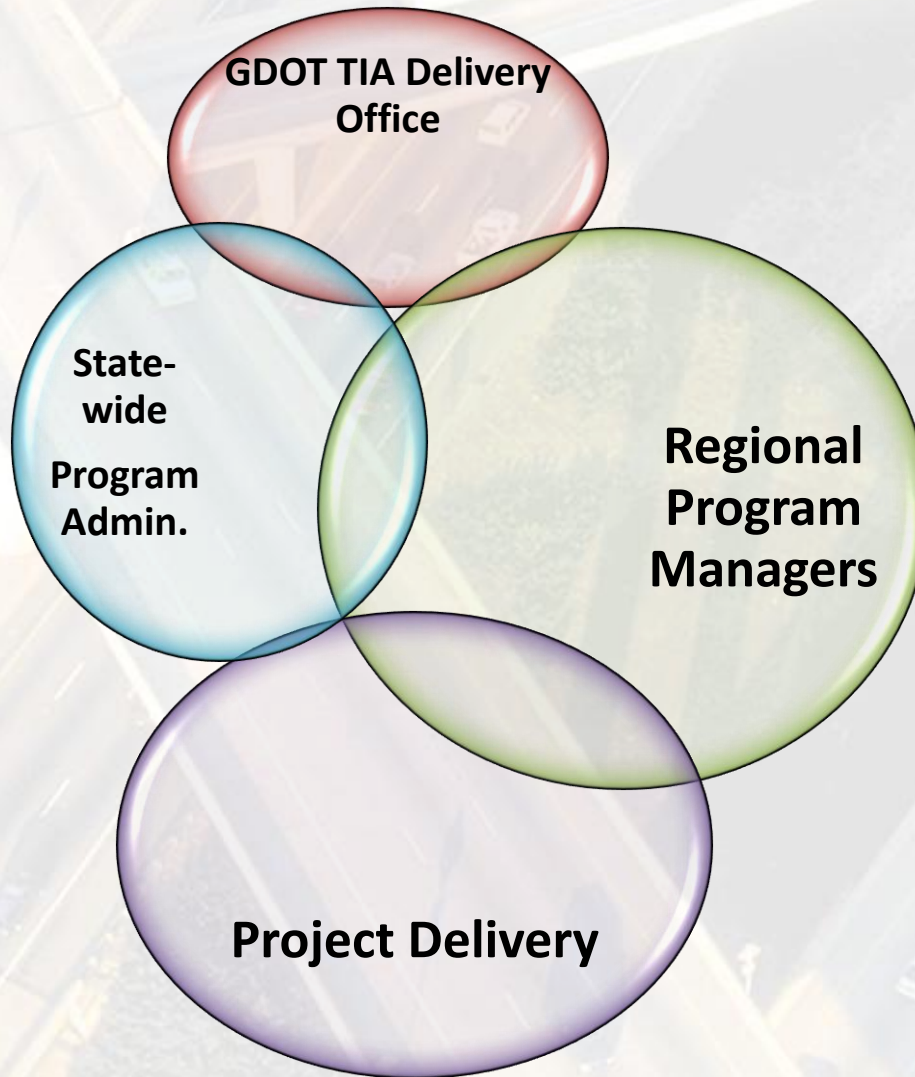 GDOT TIA Delivery
Office
State-
wide
Program
Admin.
Regional
Program
Managers
Project Delivery